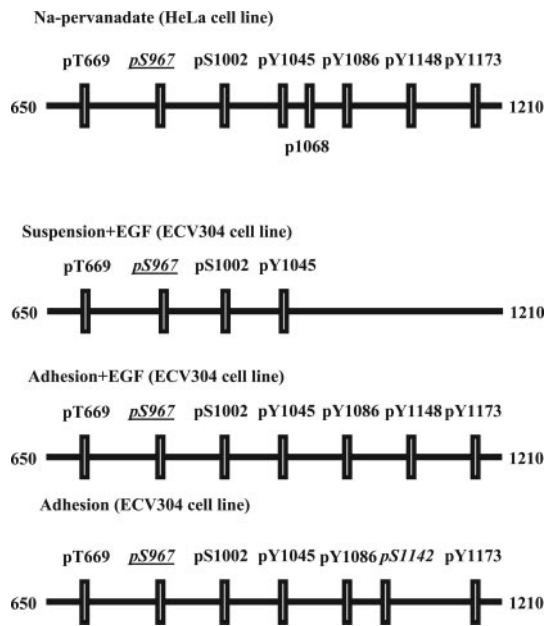 Na-pervanadate (HeLa cell line)
pT669 pS967 pS1002 pY1045 pY1086 pY1148 pY1173
650 1210
p1068
Suspension+EGF (ECV304 cell line)
pT669 pS967 pS1002 pY1045
650 1210
Adhesion+EGF (ECV304 cell line)
pT669 pS967 pS1002 pY1045 pY1086 pY1148 pY1173
650 1210
Adhesion (ECV304 cell line)
pT669 pS967 pS1002 pY1045 pY1086 pS1142 pY1173
650 1210